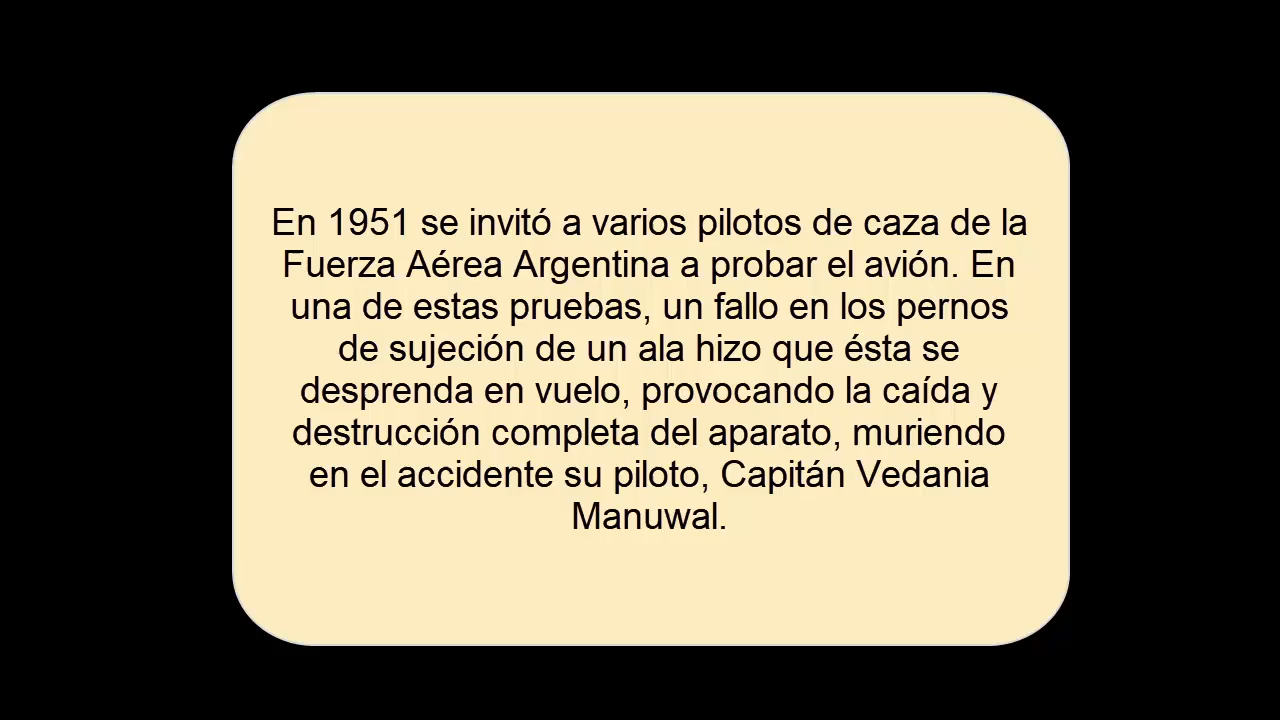 En 1951 se invitó a varios pilotos de caza de la
Fuerza Aérea Argentina a probar el avión. En
una de estas pruebas, un fallo en los pernos
de sujeción de un ala hizo que ésta se
desprenda en vuelo, provocando la caída y
destrucción completa del aparato, muriendo
en el accidente su piloto, Capitán Vedania
Manuwal.